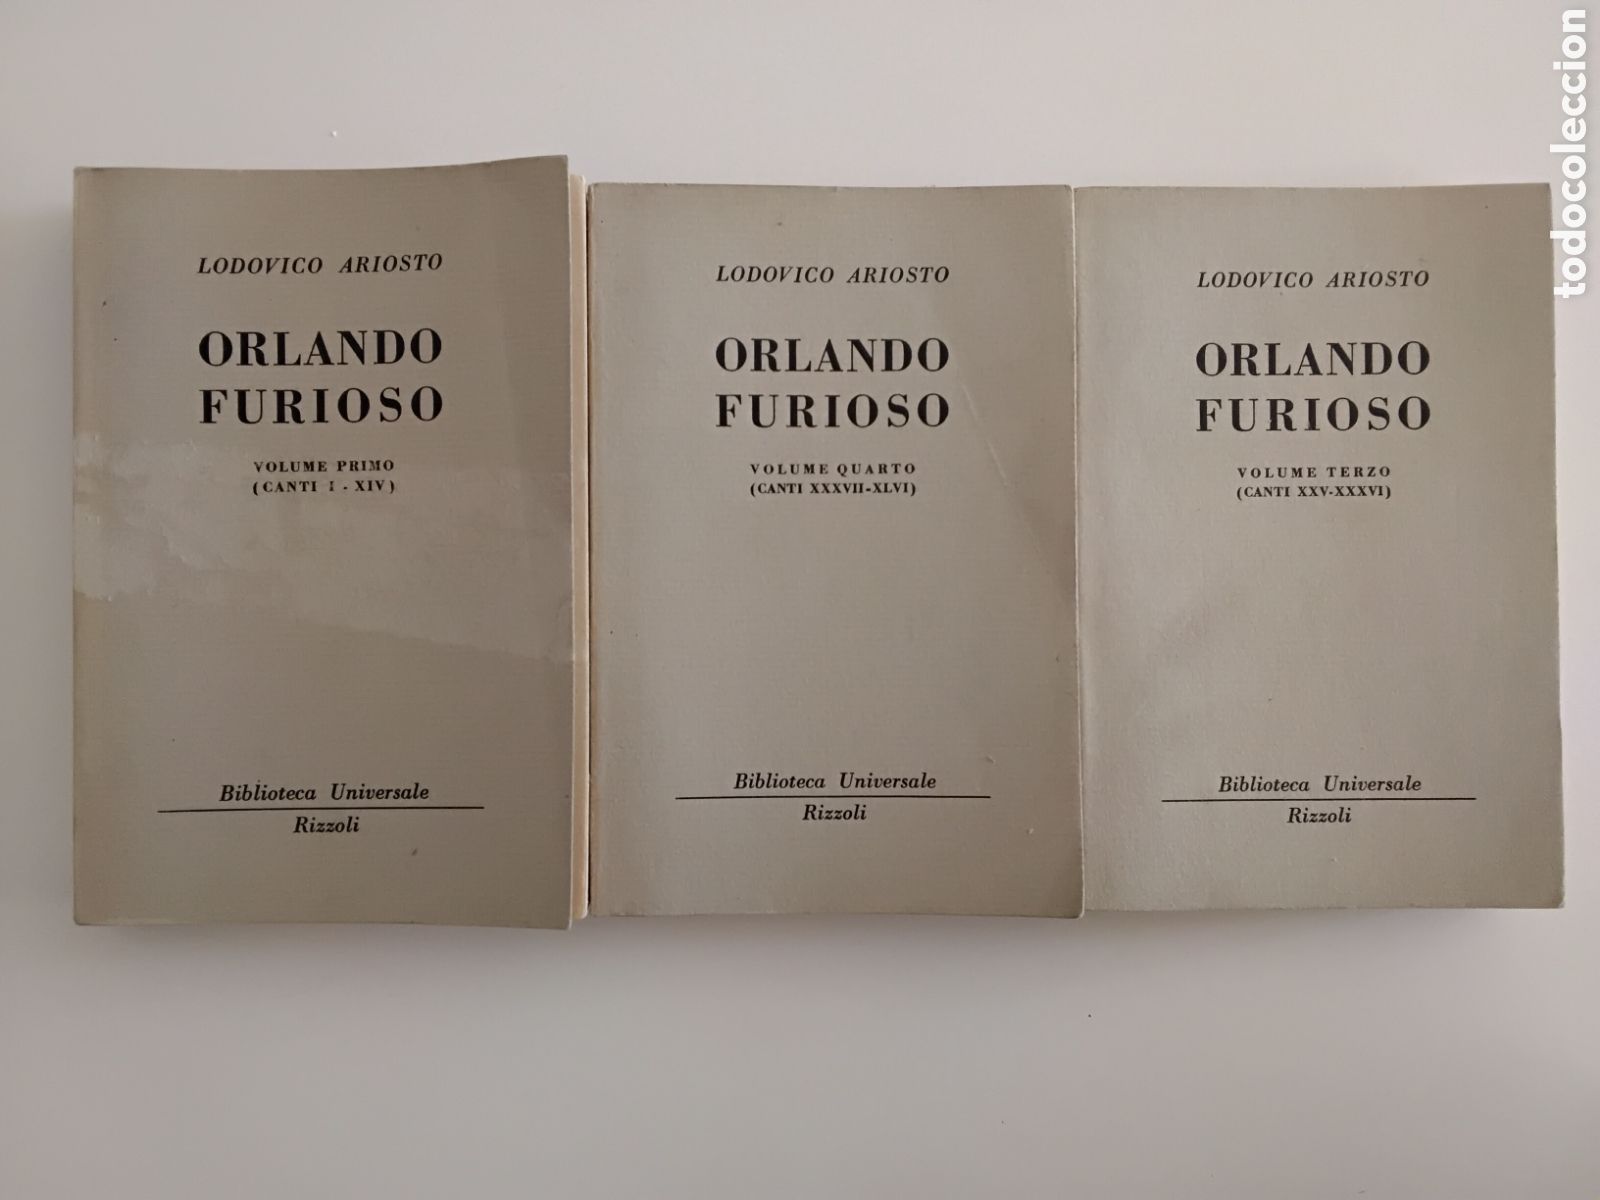 LODOVICO ARIOSTO
ORLANDO
FURIOSO
VOLUME PRIMO
(CANTI I - XIV)
Biblioteca Universale
Rizzoli
LODOVICO ARIOSTO
ORLANDO
FURIOSO
VOLUME QUARTO
(CANTI XXXVII-XLVI)
Biblioteca Universale
Rizzoli
LODOVICO ARIOSTO
ORLANDO
FURIOSO
VOLUME TERZO
(CANTI XXV-XXXVI)
Biblioteca Universale
Rizzoli
todocoleccion